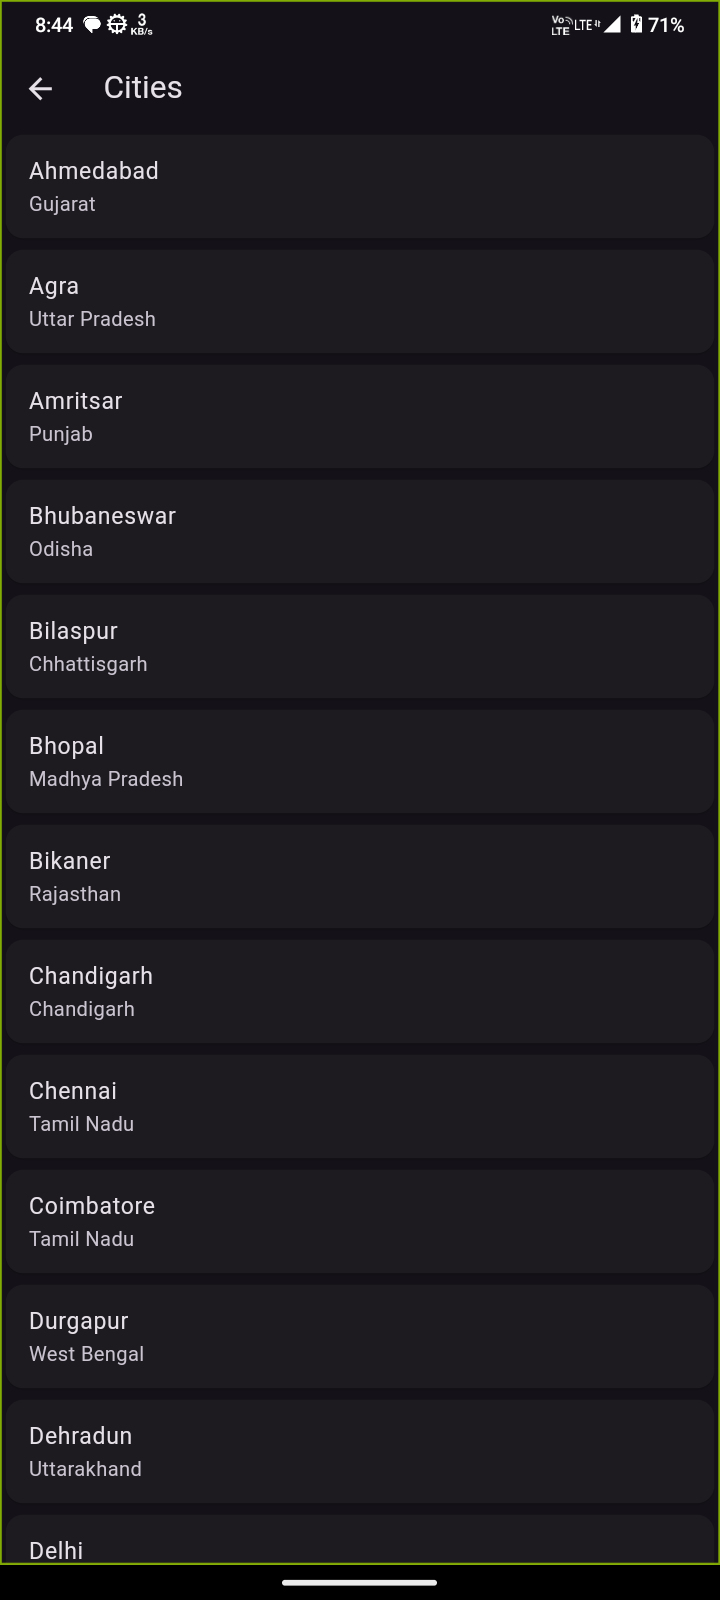 8:44 3 KB/s Vo LTE LTE 71%
Cities
Ahmedabad
Gujarat
Agra
Uttar Pradesh
Amritsar
Punjab
Bhubaneswar
Odisha
Bilaspur
Chhattisgarh
Bhopal
Madhya Pradesh
Bikaner
Rajasthan
Chandigarh
Chandigarh
Chennai
Tamil Nadu
Coimbatore
Tamil Nadu
Durgapur
West Bengal
Dehradun
Uttarakhand
Delhi